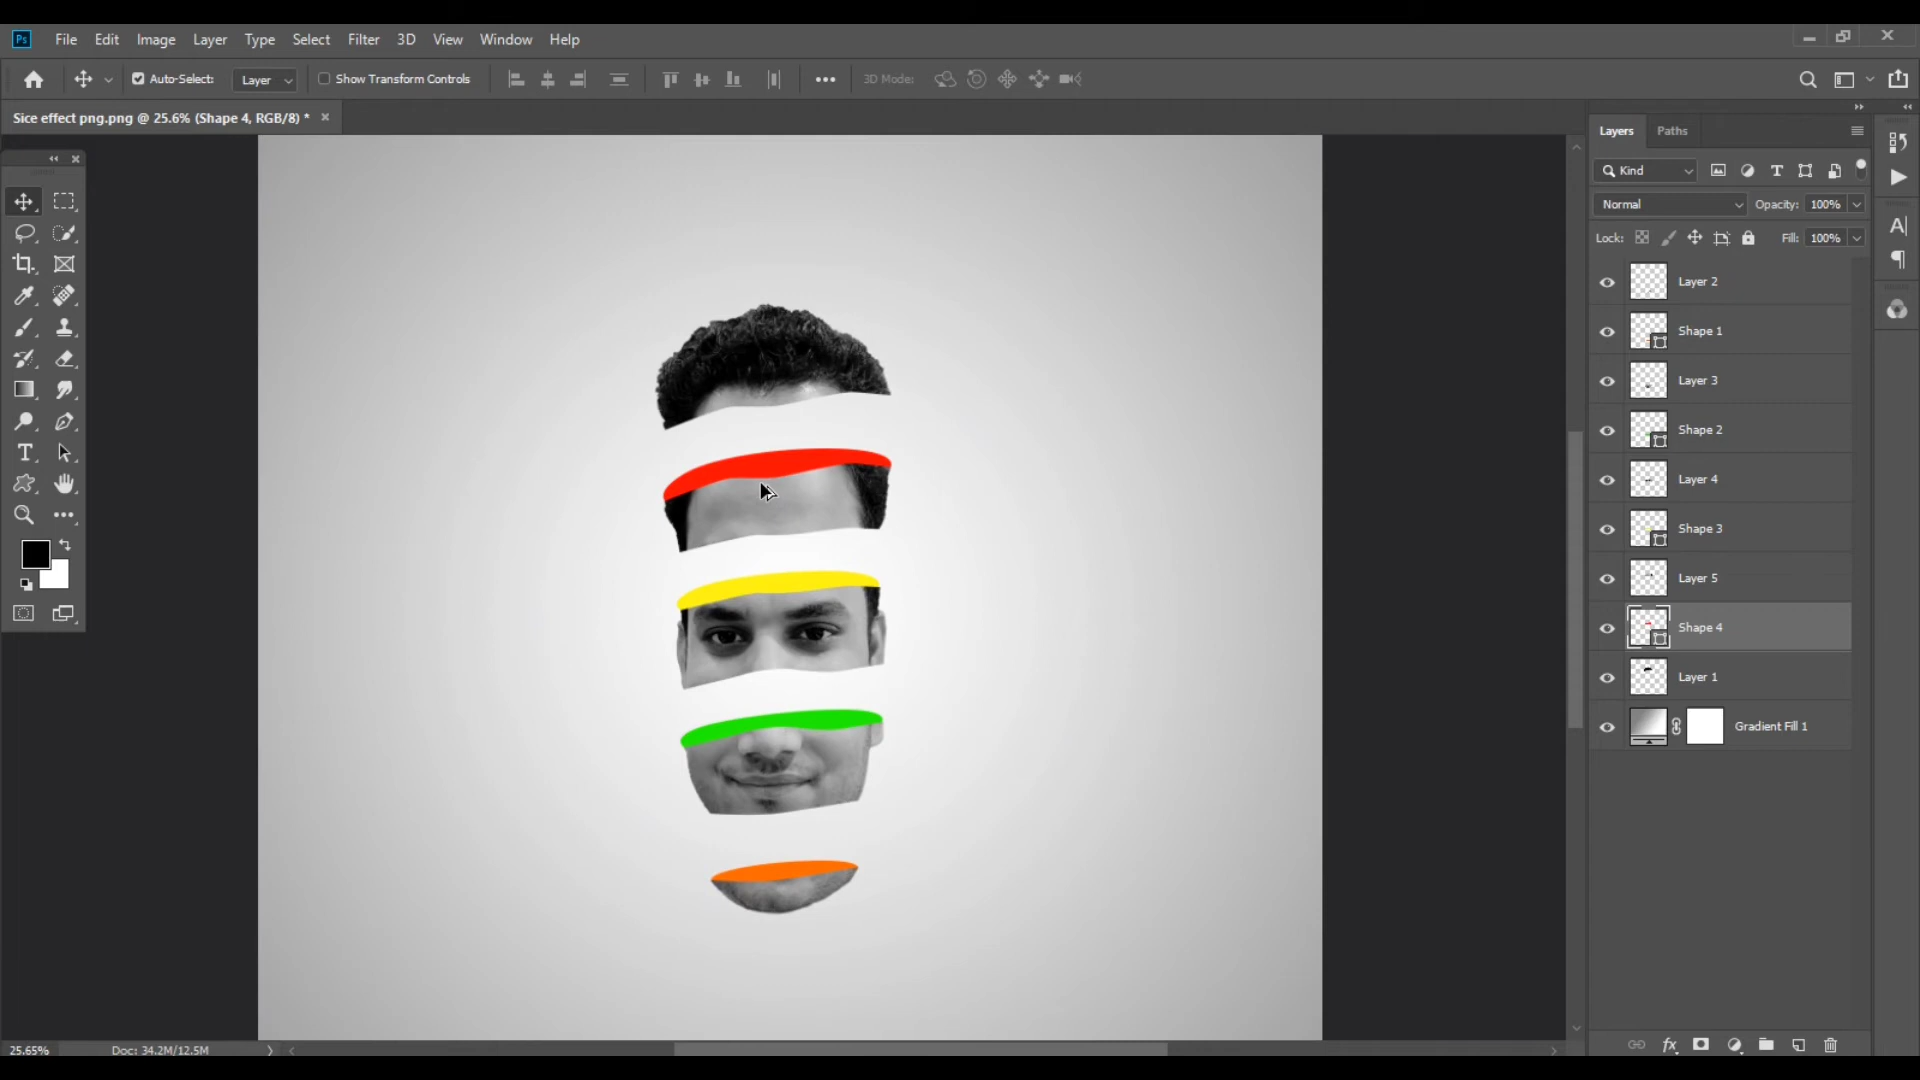 Ps File Edit Image Layer Type Select Filter 3D View Window Help
Auto-Select: Layer Show Transform Controls 3D Mode:
Sice effect png.png @ 25.6% (Shape 4, RGB/8) *
Layers Paths
Kind
Normal Opacity: 100%
Lock: Fill: 100%
Layer 2
Shape 1
Layer 3
Shape 2
Layer 4
Shape 3
Layer 5
Shape 4
Layer 1
Gradient Fill 1
25.65% Doc: 34.2M/12.5M